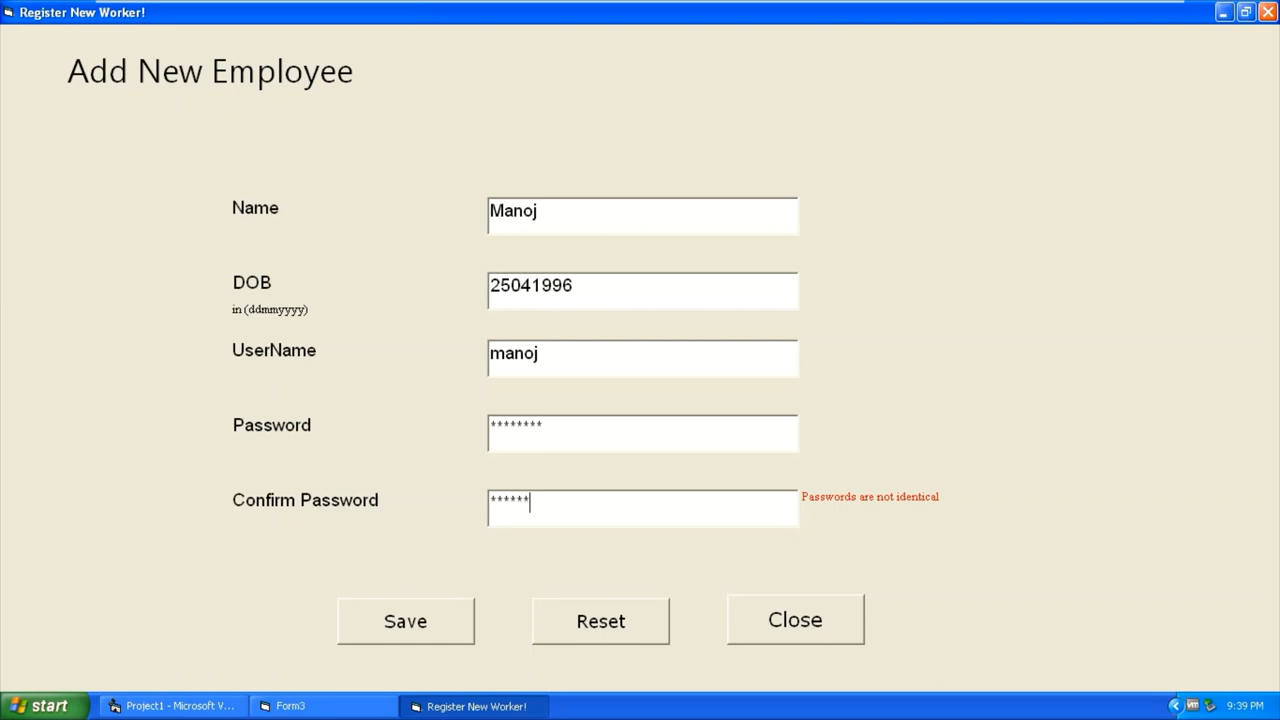 Register New Worker!
Add New Employee
Name
Manoj
DOB
25041996
in (ddmmyyyy)
UserName
manoj
Password
********
Confirm Password
******
Passwords are not identical
Save
Reset
Close
start
Project1 - Microsoft V...
Form3
Register New Worker!
vm
9:39 PM